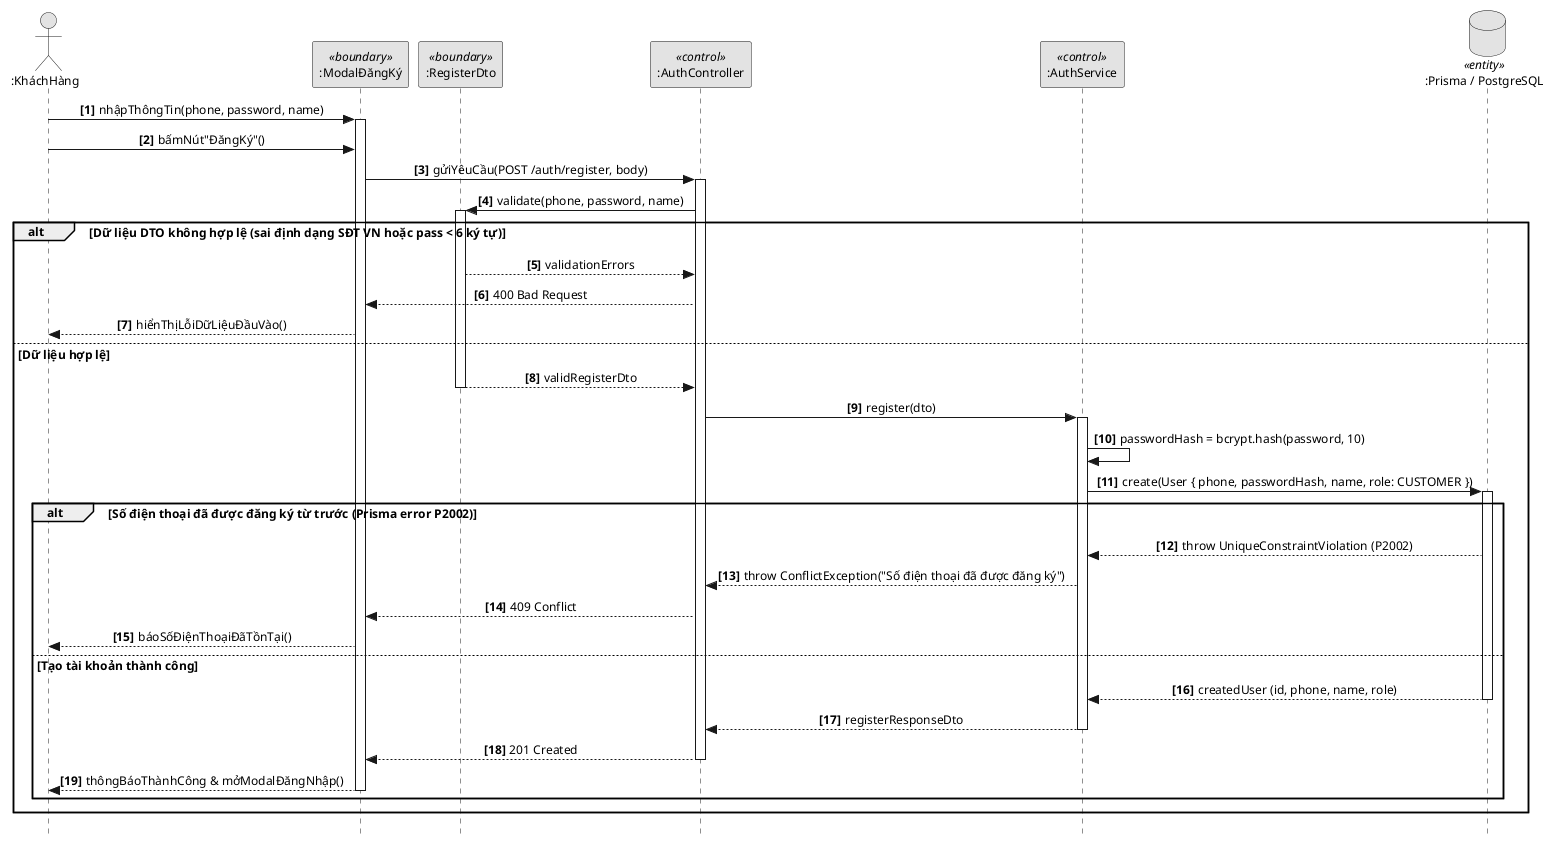 :KháchHàng
«boundary»
:ModalĐăngKý
«boundary»
:RegisterDto
«control»
:AuthController
«control»
:AuthService
«entity»
:Prisma / PostgreSQL
[1] nhậpThôngTin(phone, password, name)
[2] bấmNút"ĐăngKý"()
[3] gửiYêuCầu(POST /auth/register, body)
[4] validate(phone, password, name)
alt [Dữ liệu DTO không hợp lệ (sai định dạng SĐT VN hoặc pass < 6 ký tự)]
[5] validationErrors
[6] 400 Bad Request
[7] hiểnThịLỗiDữLiệuĐầuVào()
[Dữ liệu hợp lệ]
[8] validRegisterDto
[9] register(dto)
[10] passwordHash = bcrypt.hash(password, 10)
[11] create(User { phone, passwordHash, name, role: CUSTOMER })
alt [Số điện thoại đã được đăng ký từ trước (Prisma error P2002)]
[12] throw UniqueConstraintViolation (P2002)
[13] throw ConflictException("Số điện thoại đã được đăng ký")
[14] 409 Conflict
[15] báoSốĐiệnThoạiĐãTồnTại()
[Tạo tài khoản thành công]
[16] createdUser (id, phone, name, role)
[17] registerResponseDto
[18] 201 Created
[19] thôngBáoThànhCông & mởModalĐăngNhập()